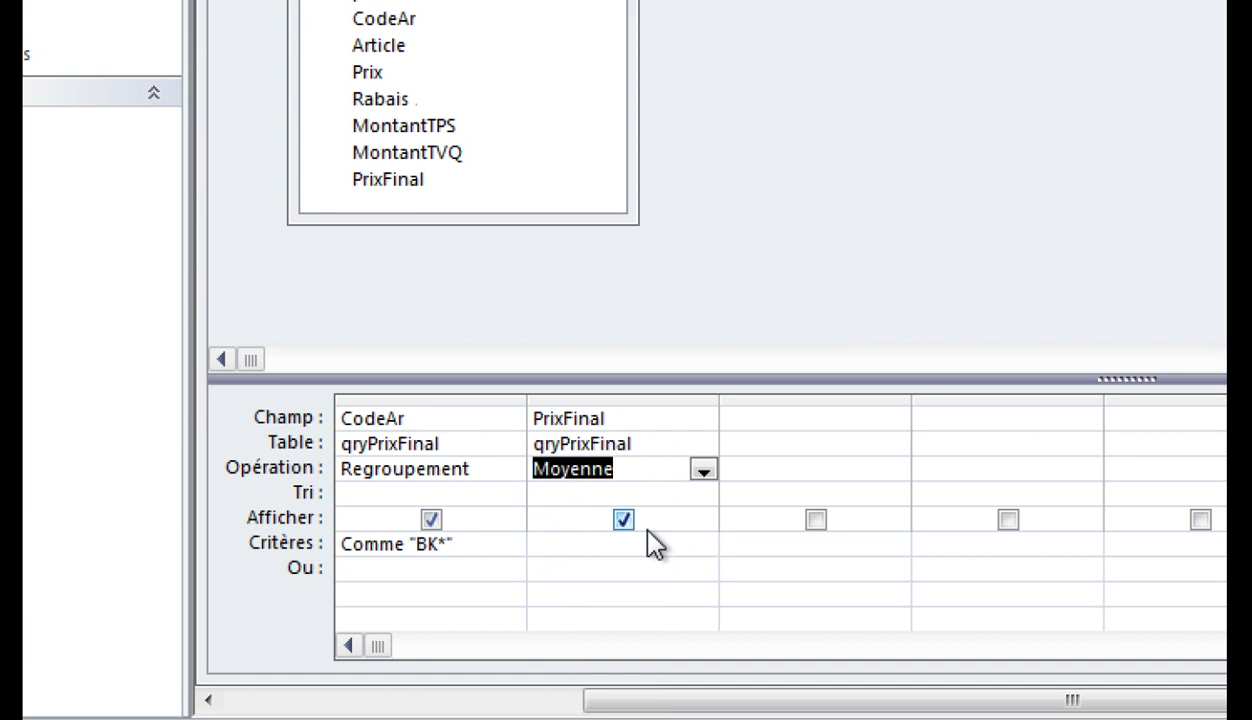 CodeAr
s
Article
Prix
Rabais
MontantTPS
MontantTVQ
PrixFinal
Champ : CodeAr PrixFinal
Table : qryPrixFinal qryPrixFinal
Opération : Regroupement Moyenne
Tri :
Afficher :
Critères : Comme "BK*"
Ou :